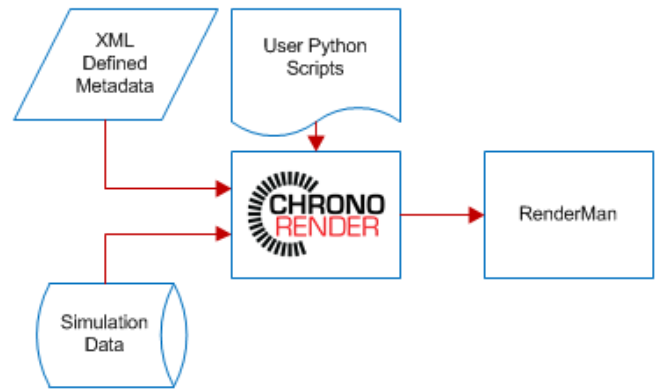 XML
Defined
Metadata
User Python
Scripts
CHRONO
RENDER
RenderMan
Simulation
Data